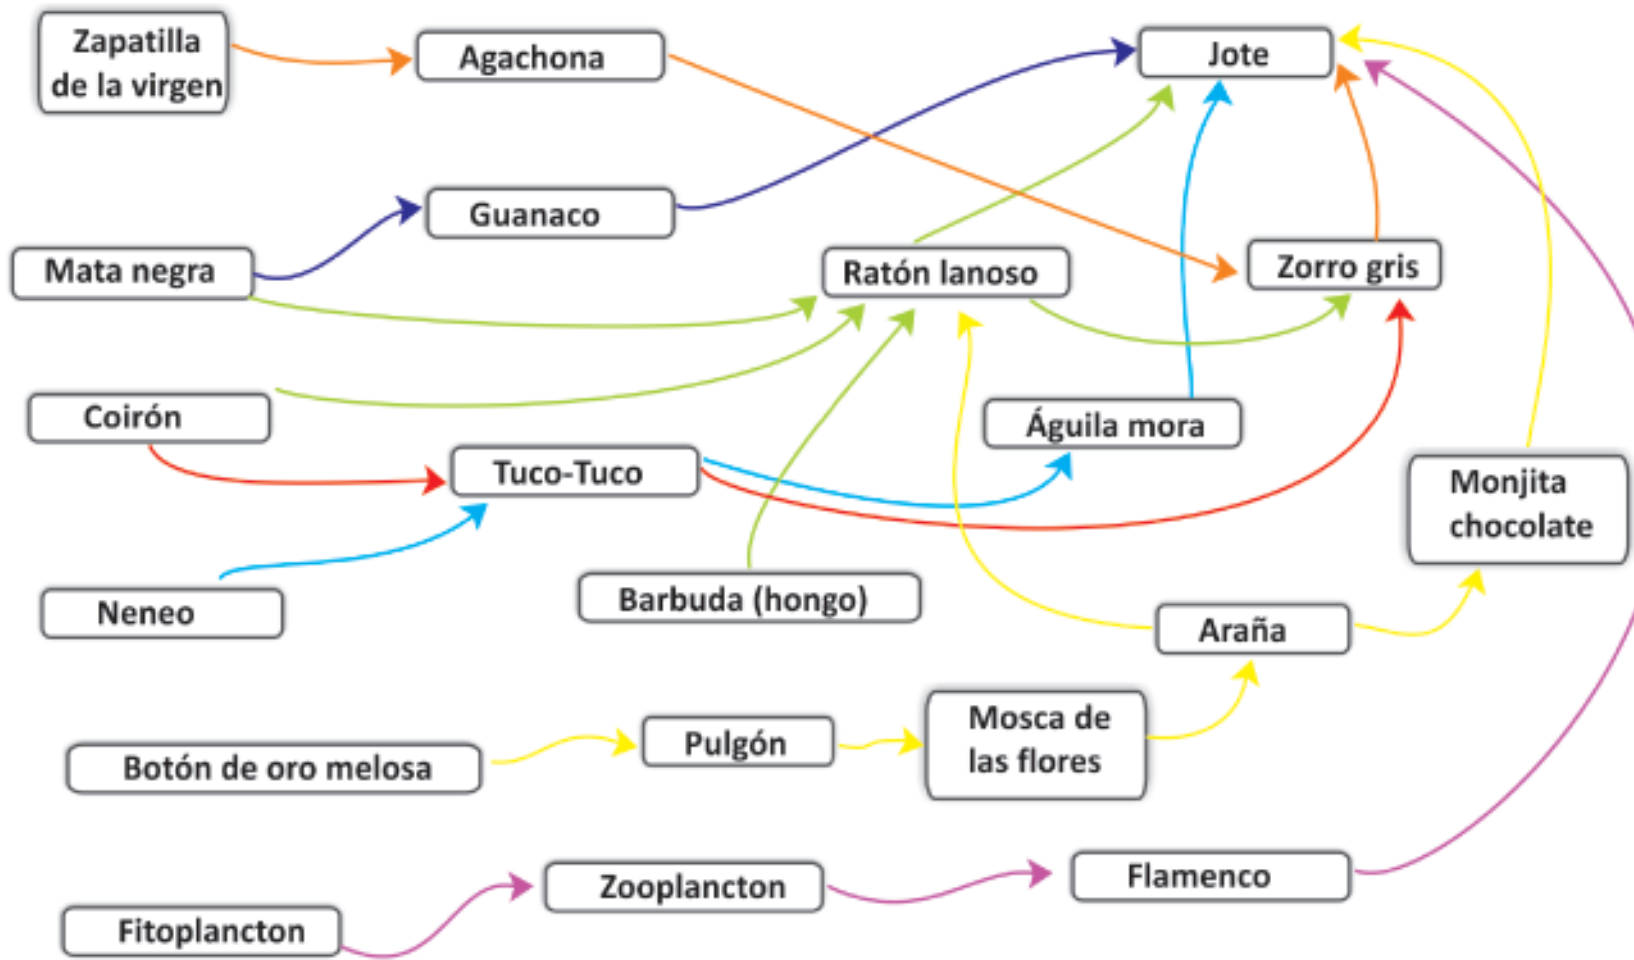 Zapatilla
de la virgen
Agachona
Jote
Guanaco
Mata negra
Ratón lanoso
Zorro gris
Coirón
Águila mora
Tuco-Tuco
Monjita
chocolate
Neneo
Barbuda (hongo)
Araña
Botón de oro melosa
Pulgón
Mosca de
las flores
Fitoplancton
Zooplancton
Flamenco